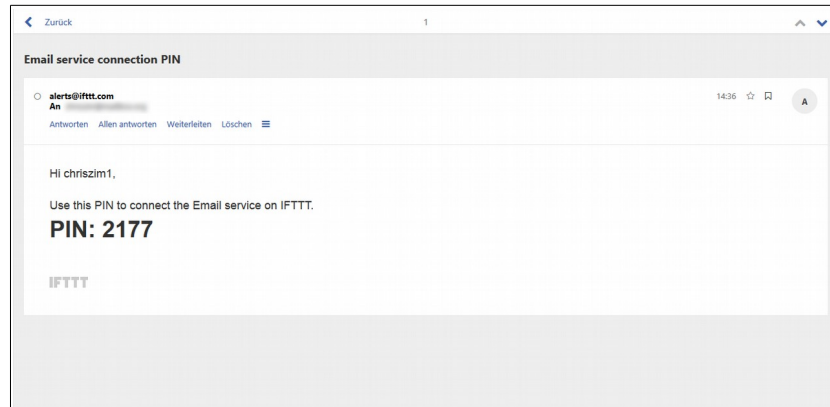 Zurück
1
Email service connection PIN
alerts@ifttt.com
14:36
A
An
Antworten Allen antworten Weiterleiten Löschen
Hi chriszim1,
Use this PIN to connect the Email service on IFTTT.
PIN: 2177
IFTTT